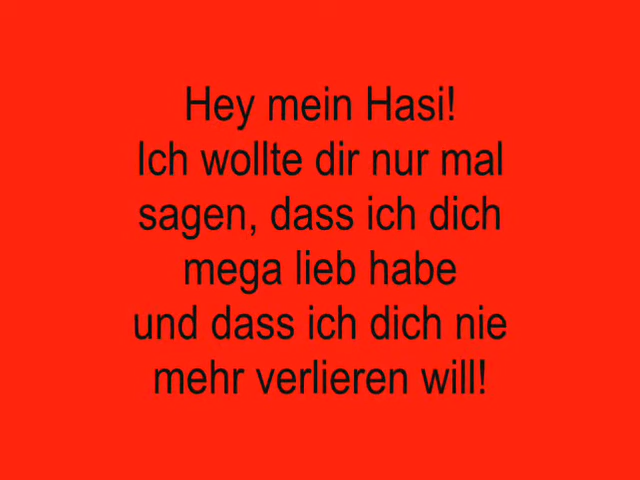 Hey mein Hasi!
Ich wollte dir nur mal
sagen, dass ich dich
mega lieb habe
und dass ich dich nie
mehr verlieren will!